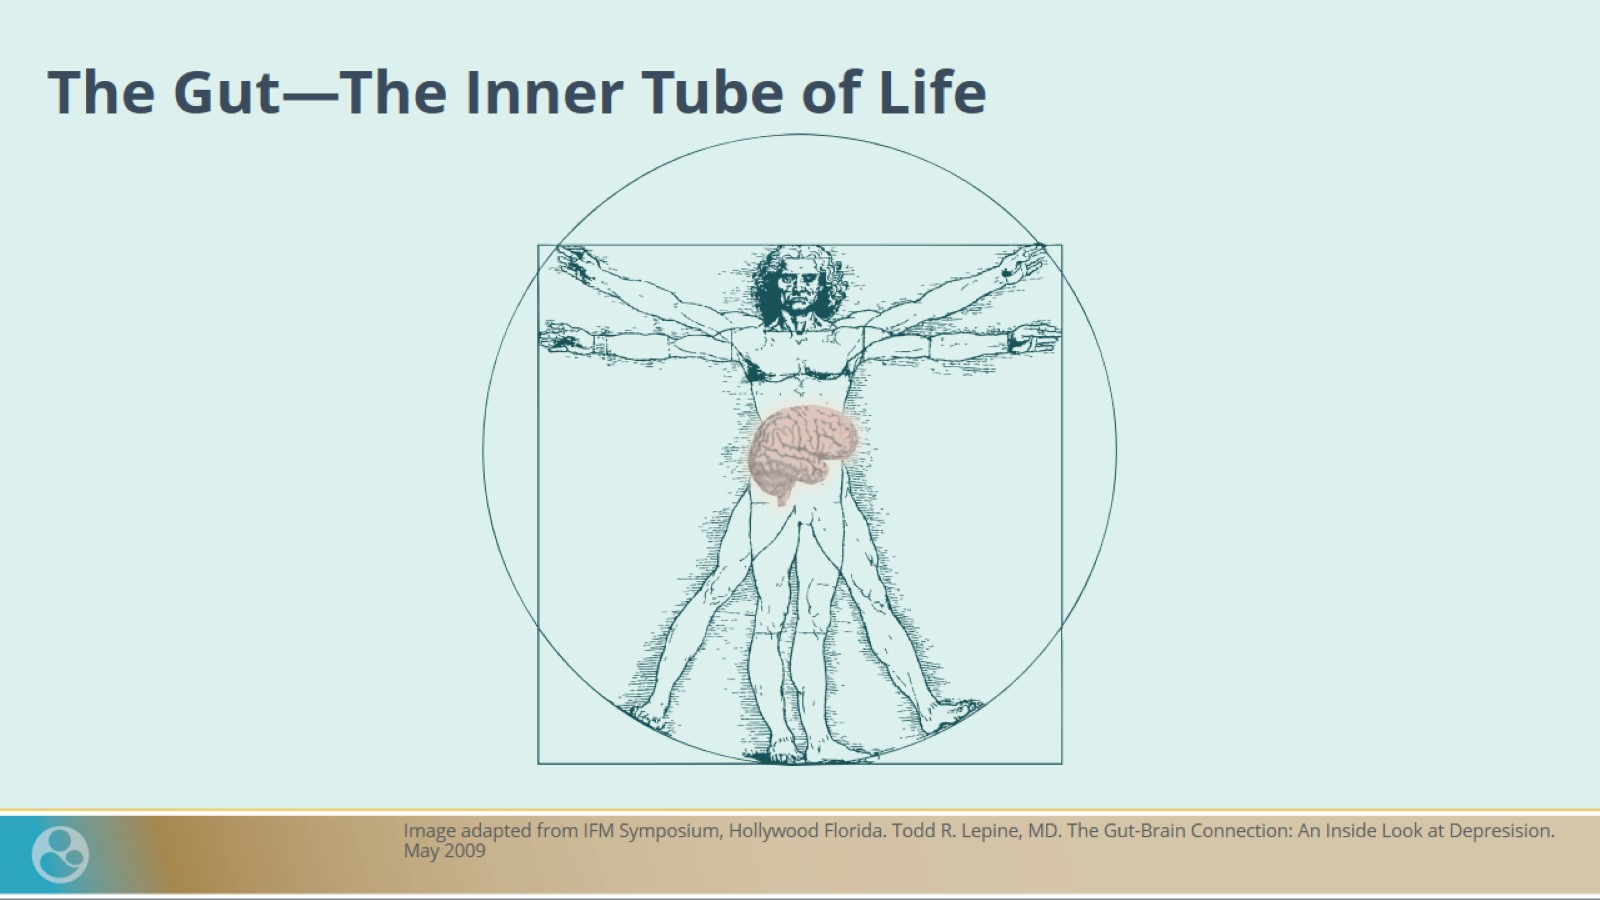 The Gut—The Inner Tube of Life
Image adapted from IFM Symposium, Hollywood Florida. Todd R. Lepine, MD. The Gut-Brain Connection: An Inside Look at Depresision.
May 2009